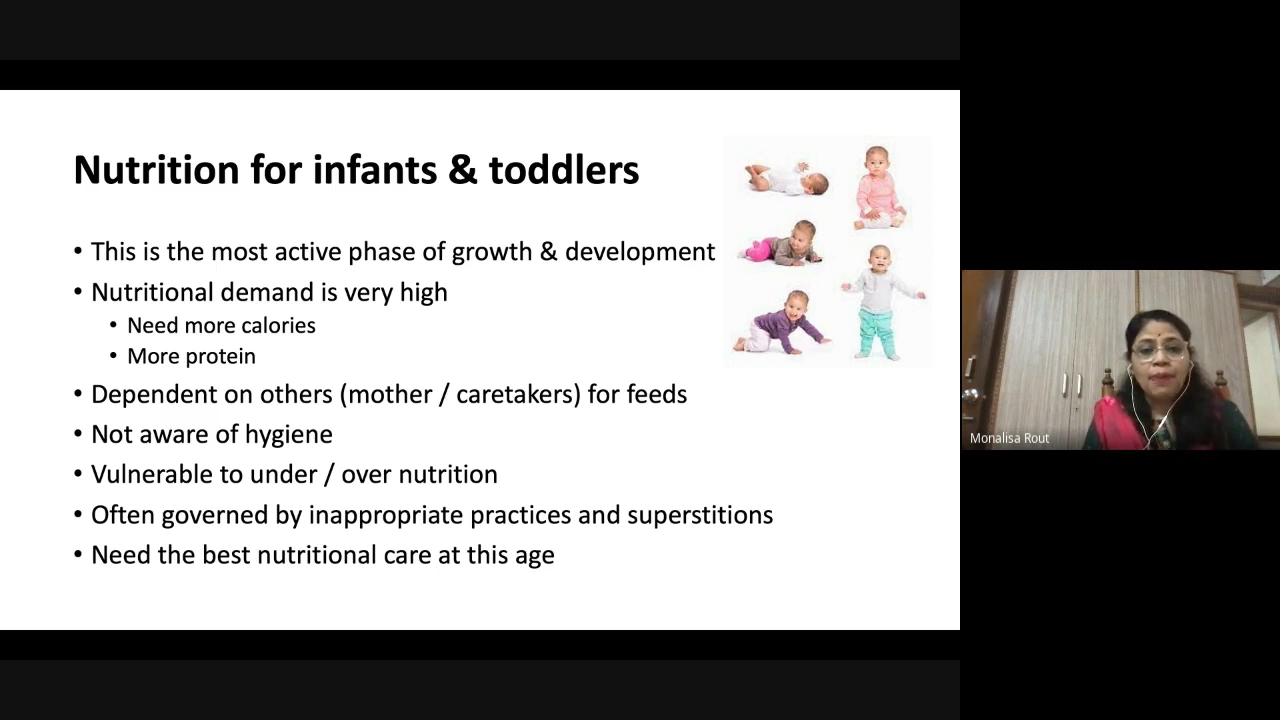 Nutrition for infants & toddlers
• This is the most active phase of growth & development
• Nutritional demand is very high
• Need more calories
• More protein
• Dependent on others (mother / caretakers) for feeds
• Not aware of hygiene
• Vulnerable to under / over nutrition
• Often governed by inappropriate practices and superstitions
• Need the best nutritional care at this age
Monalisa Rout